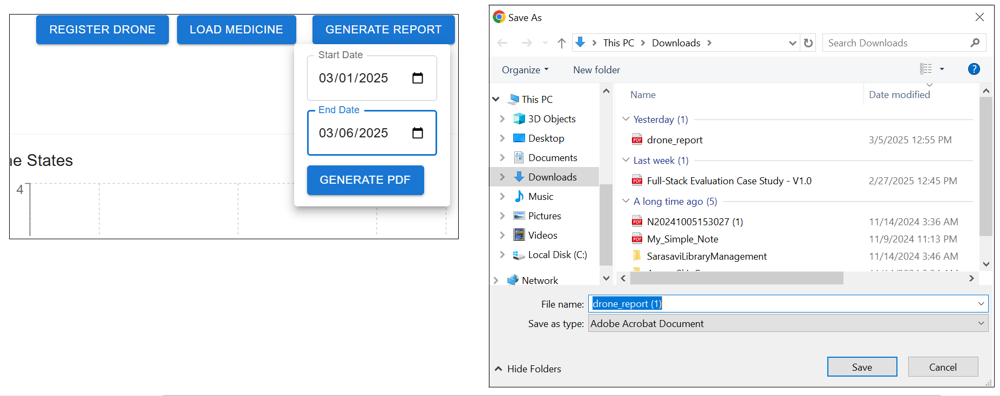 REGISTER DRONE
LOAD MEDICINE
GENERATE REPORT
Start Date
03/01/2025
End Date
03/06/2025
GENERATE PDF
States
4
Save As
This PC
Downloads
Search Downloads
Organize
New folder
?
This PC
3D Objects
Desktop
Documents
Downloads
Music
Pictures
Videos
Local Disk (C:)
Network
Name Date modified
Yesterday (1)
PDF drone_report 3/5/2025 12:55 PM
Last week (1)
PDF Full-Stack Evaluation Case Study - V1.0 2/27/2025 12:45 PM
A long time ago (5)
PDF N20241005153027 (1) 11/14/2024 3:36 AM
PDF My_Simple_Note 11/9/2024 11:13 PM
SarasaviLibraryManagement 11/14/2024 3:46 AM
File name: drone_report (1)
Save as type: Adobe Acrobat Document
Hide Folders
Save
Cancel